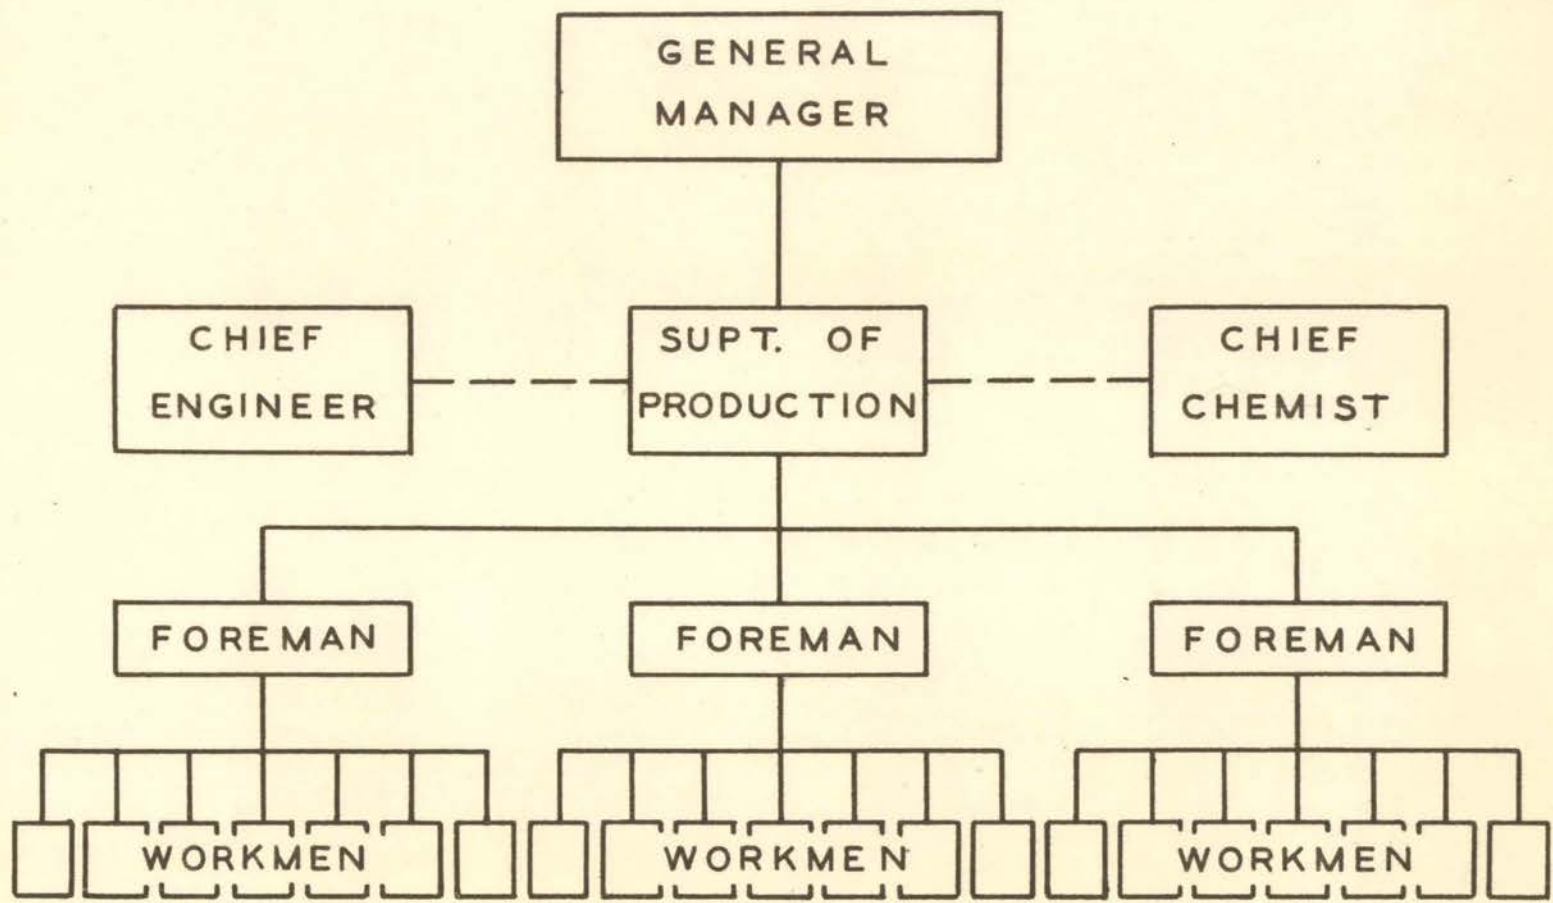 GENERAL
MANAGER
CHIEF
ENGINEER
SUPT. OF
PRODUCTION
CHIEF
CHEMIST
FOREMAN
FOREMAN
FOREMAN
WORKMEN
WORKMEN
WORKMEN